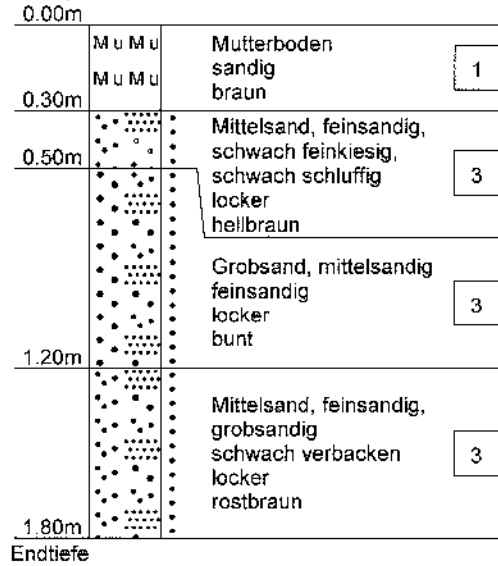 0.00m
Mu Mu
Mu Mu
Mutterboden
sandig
braun
1
0.30m
Mittelsand, feinsandig,
schwach feinkiesig,
schwach schluffig
locker
hellbraun
3
0.50m
Grobsand, mittelsandig
feinsandig
locker
bunt
3
1.20m
Mittelsand, feinsandig,
grobsandig
schwach verbacken
locker
rostbraun
3
1.80m
Endtiefe